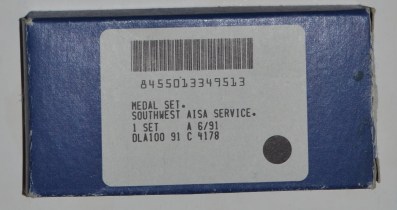 8455013349513
MEDAL SET.
SOUTHWEST AISA SERVICE.
1 SET A 6/91
DLA100 91 C 4178